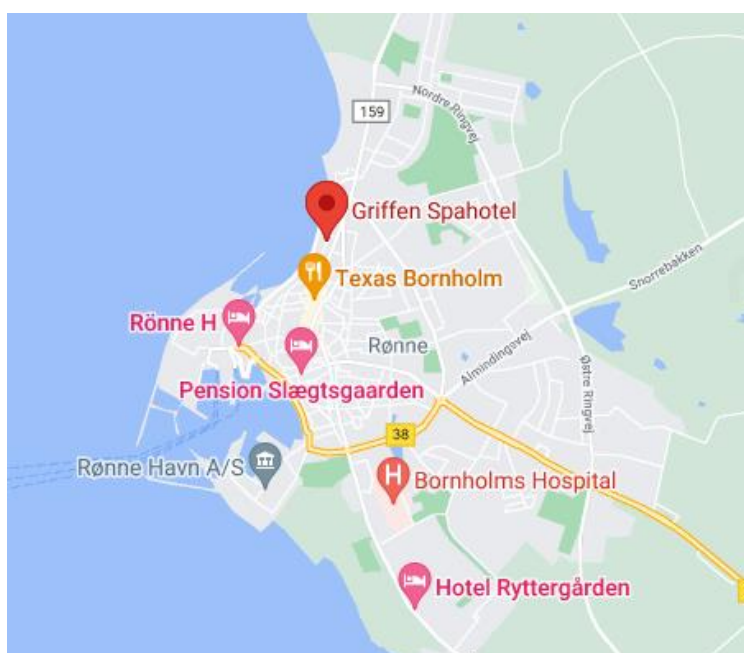 Nordre Ringvej
159
Griffen Spahotel
Snorrebakken
Texas Bornholm
Rönne H
Rønne
Almindingsvej
Østre Ringvej
Pension Slægtsgaarden
38
Rønne Havn A/S
H
Bornholms Hospital
Hotel Ryttergården